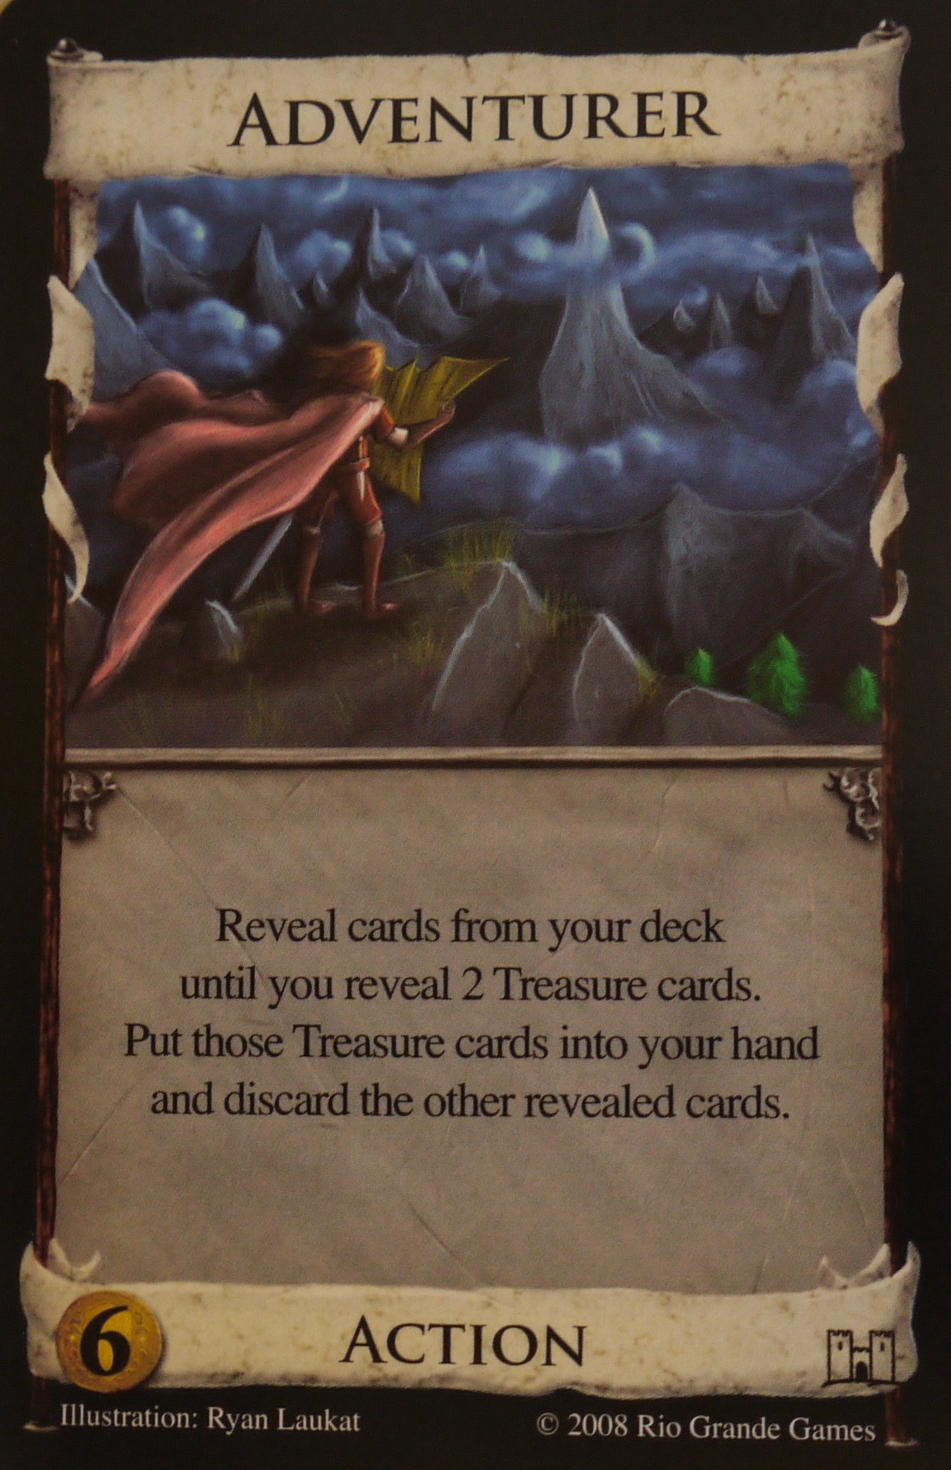 ADVENTURER
Reveal cards from your deck
until you reveal 2 Treasure cards.
Put those Treasure cards into your hand
and discard the other revealed cards.
6
ACTION
Illustration: Ryan Laukat
© 2008 Rio Grande Games